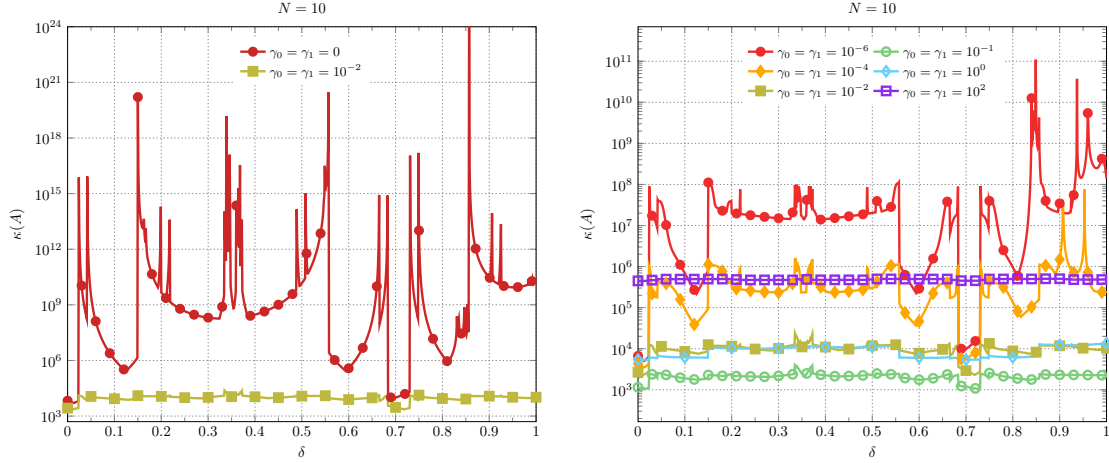 N = 10
10^24
10^21
10^18
10^15
10^12
10^9
10^6
10^3
κ(A)
γ₀ = γ₁ = 0
γ₀ = γ₁ = 10^−2
0 0.1 0.2 0.3 0.4 0.5 0.6 0.7 0.8 0.9 1
δ
N = 10
10^11
10^10
10^9
10^8
10^7
10^6
10^5
10^4
10^3
κ(A)
γ₀ = γ₁ = 10^−6 γ₀ = γ₁ = 10^−1
γ₀ = γ₁ = 10^−4 γ₀ = γ₁ = 10^0
γ₀ = γ₁ = 10^−2 γ₀ = γ₁ = 10^2
0 0.1 0.2 0.3 0.4 0.5 0.6 0.7 0.8 0.9 1
δ